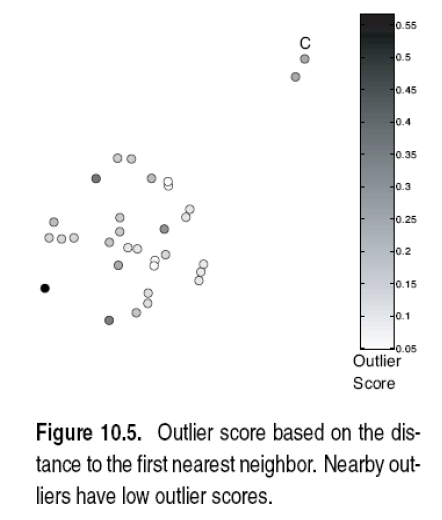 C
0.55
0.5
0.45
0.4
0.35
0.3
0.25
0.2
0.15
0.1
0.05
Outlier
Score
Figure 10.5. Outlier score based on the dis-
tance to the first nearest neighbor. Nearby out-
liers have low outlier scores.